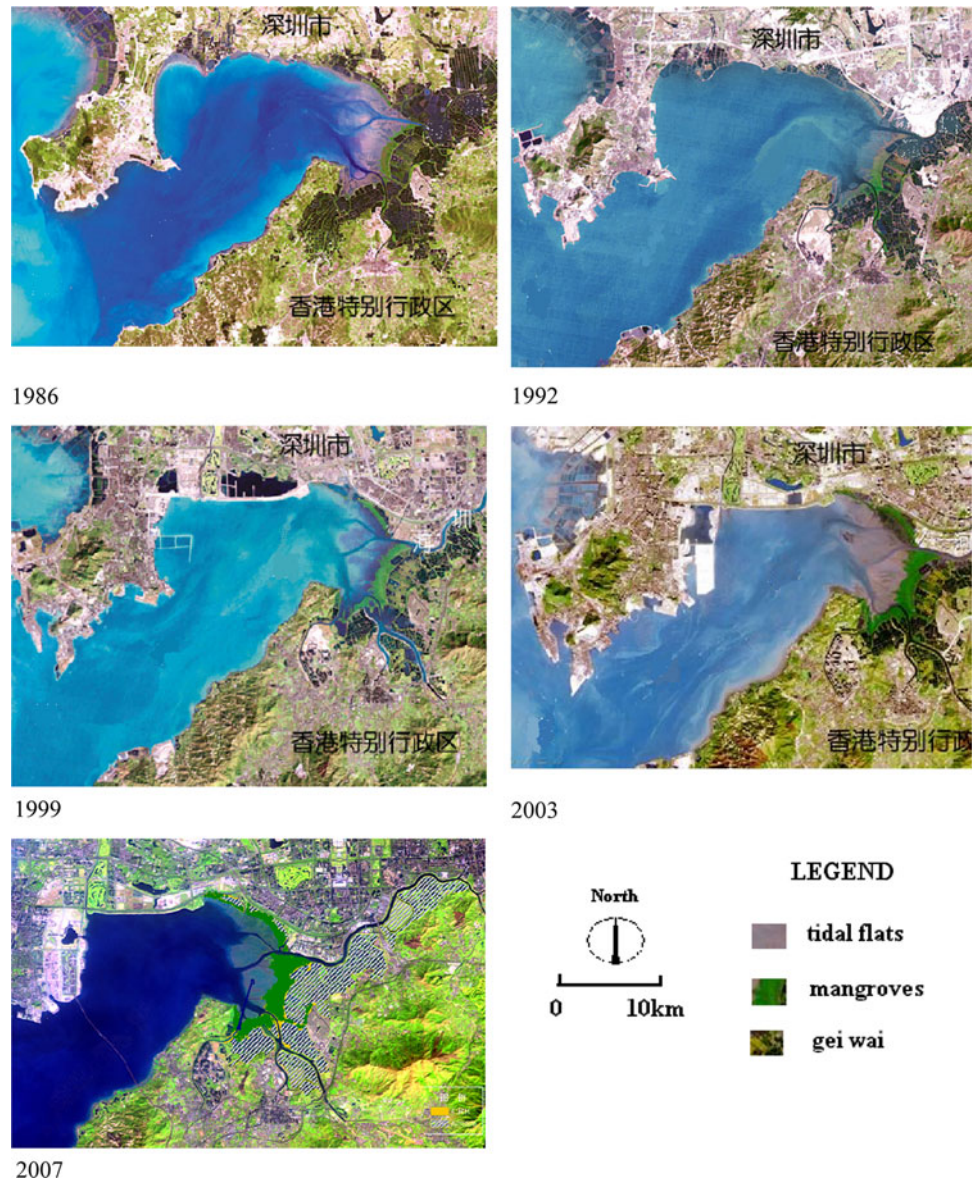 深圳市
香港特别行政区
深圳市
香港特别行政区
1986
1992
深圳市
香港特别行政区
深圳市
香港特别行政
1999
2003
LEGEND
North
tidal flats
mangroves
0 10km
gei wai
2007